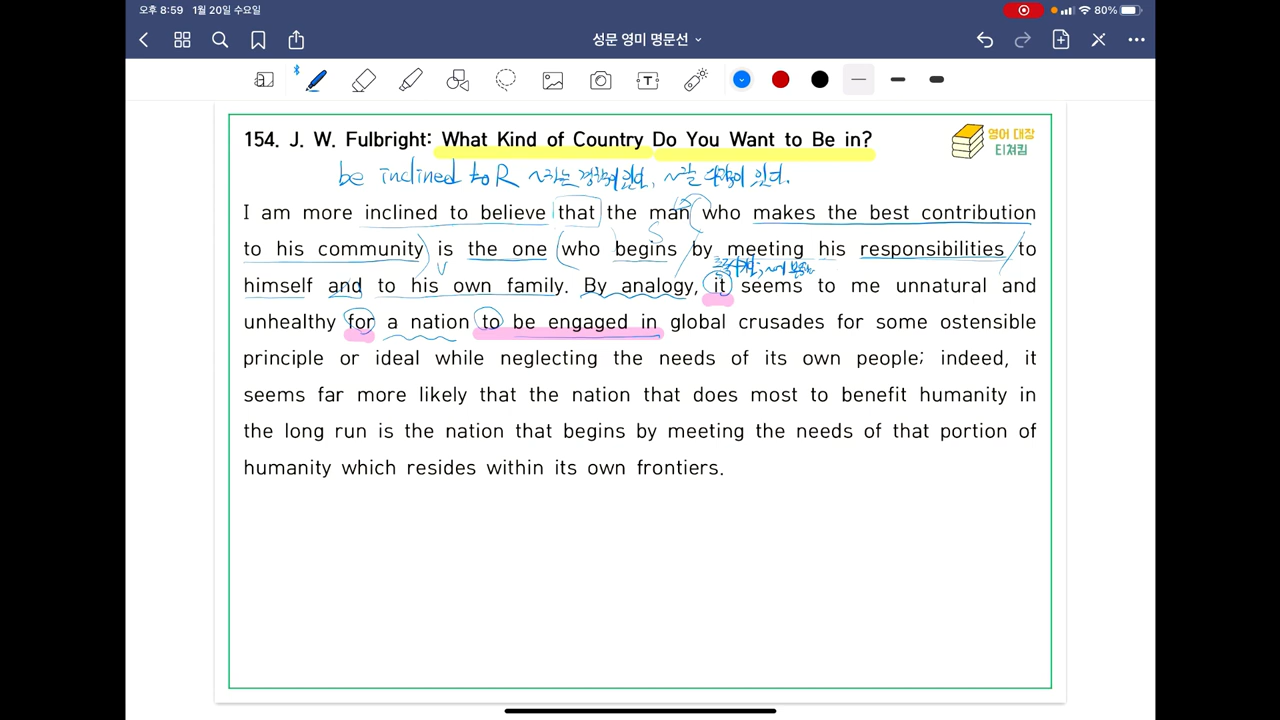 오후 8:59 1월 20일 수요일
80%
성문 영미 명문선
154. J. W. Fulbright: What Kind of Country Do You Want to Be in?
영어 대장
티쳐킴
be inclined to R ~하는 경향이 있다, ~
I am more inclined to believe that the man who makes the best contribution
S
to his community is the one who begins by meeting his responsibilities to
V
himself and to his own family. By analogy, it seems to me unnatural and
unhealthy for a nation to be engaged in global crusades for some ostensible
principle or ideal while neglecting the needs of its own people; indeed, it
seems far more likely that the nation that does most to benefit humanity in
the long run is the nation that begins by meeting the needs of that portion of
humanity which resides within its own frontiers.